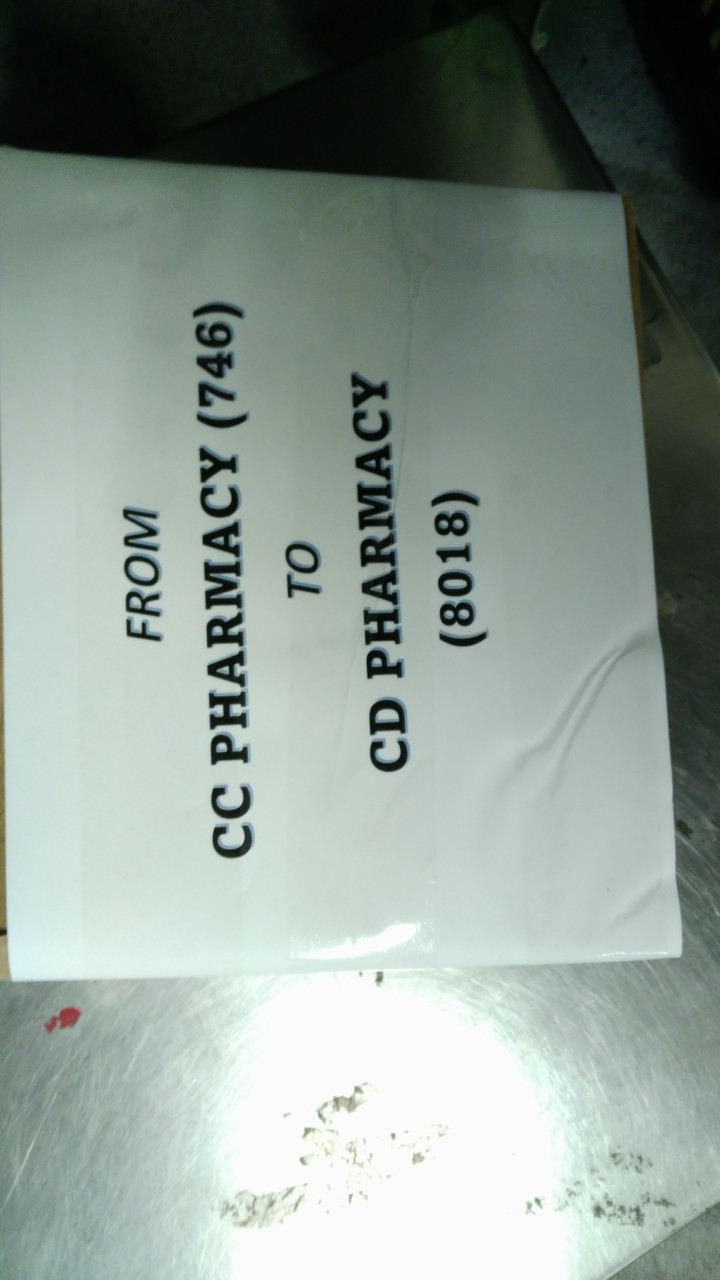 FROM
CC PHARMACY (746)
TO
CD PHARMACY
(8018)